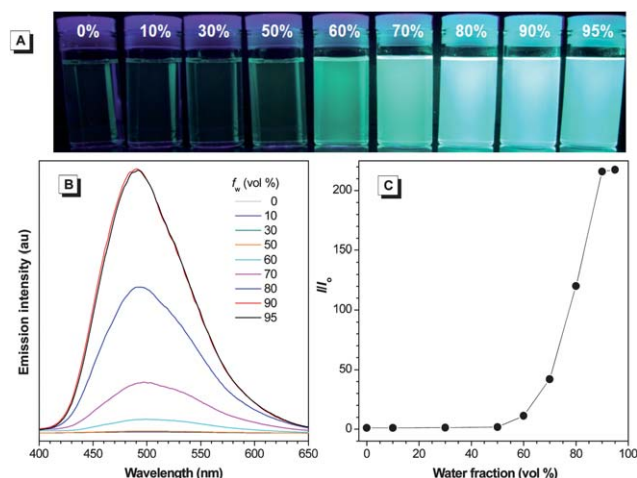 A
0% 10% 30% 50% 60% 70% 80% 90% 95%
B
fw (vol %)
0
10
30
50
60
70
80
90
95
Emission intensity (au)
400 450 500 550 600 650
Wavelength (nm)
C
200
150
100
50
0
I/Io
0 20 40 60 80 100
Water fraction (vol %)